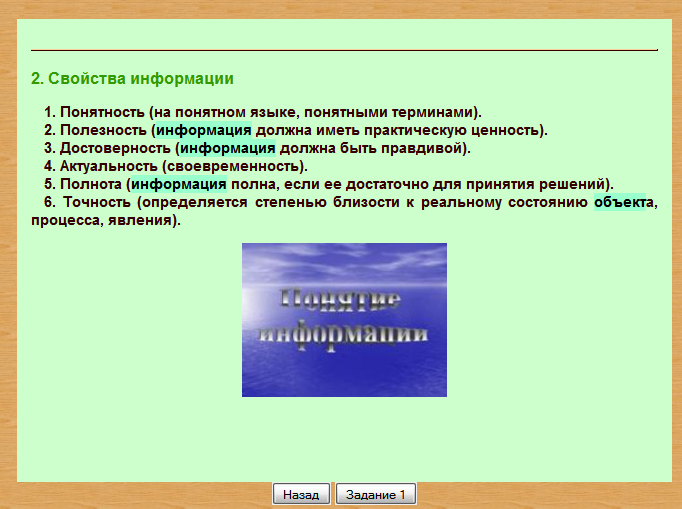 2. Свойства информации
1. Понятность (на понятном языке, понятными терминами).
2. Полезность (информация должна иметь практическую ценность).
3. Достоверность (информация должна быть правдивой).
4. Актуальность (своевременность).
5. Полнота (информация полна, если ее достаточно для принятия решений).
6. Точность (определяется степенью близости к реальному состоянию объекта,
процесса, явления).
Понятие
информации
Назад Задание 1